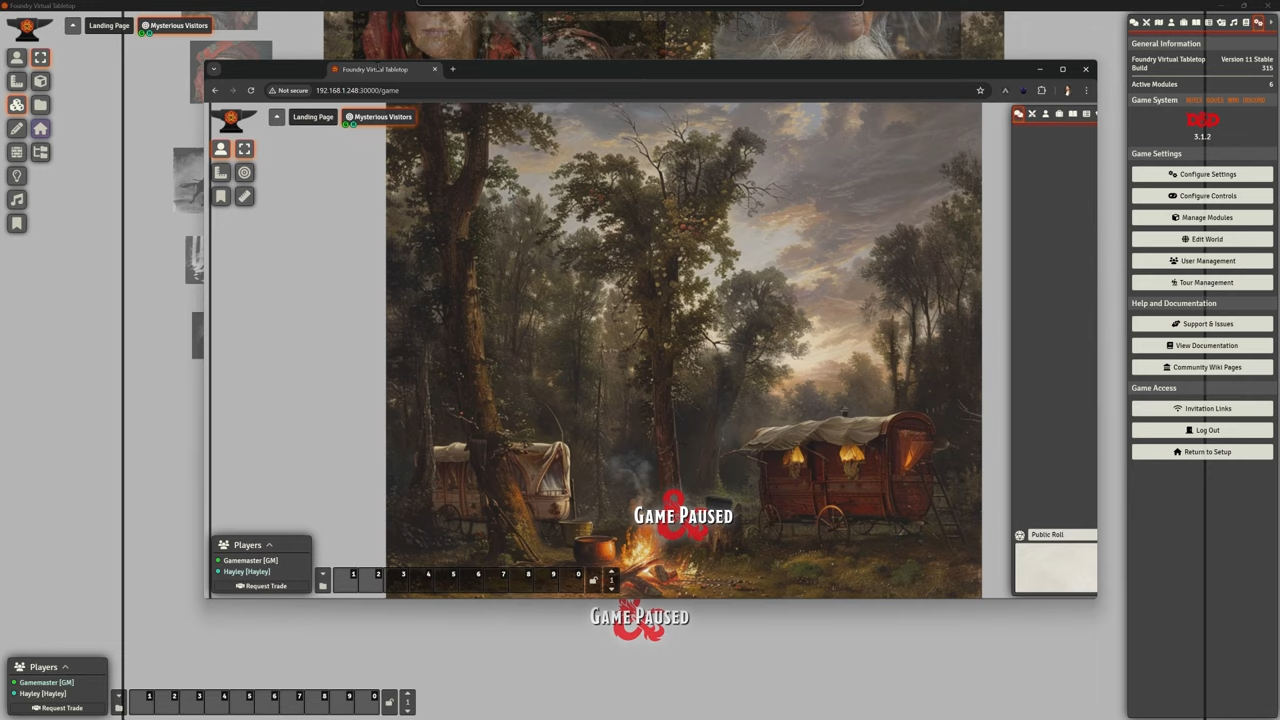 Foundry Virtual Tabletop
Landing Page
Mysterious Visitors
Foundry Virtual Tabletop
Not secure
192.168.1.248:30000/game
Landing Page
Mysterious Visitors
GAME PAUSED
Players
Gamemaster [GM]
Hayley [Hayley]
Request Trade
1 2 3 4 5 6 7 8 9 0
1
Public Roll
GAME PAUSED
Players
Gamemaster [GM]
Hayley [Hayley]
Request Trade
1 2 3 4 5 6 7 8 9 0
1
General Information
Foundry Virtual Tabletop Version 11 Stable
Build 315
Active Modules 6
Game System
D&D
3.1.2
Game Settings
Configure Settings
Configure Controls
Manage Modules
Edit World
User Management
Tour Management
Help and Documentation
Support & Issues
View Documentation
Community Wiki Pages
Game Access
Invitation Links
Log Out
Return to Setup